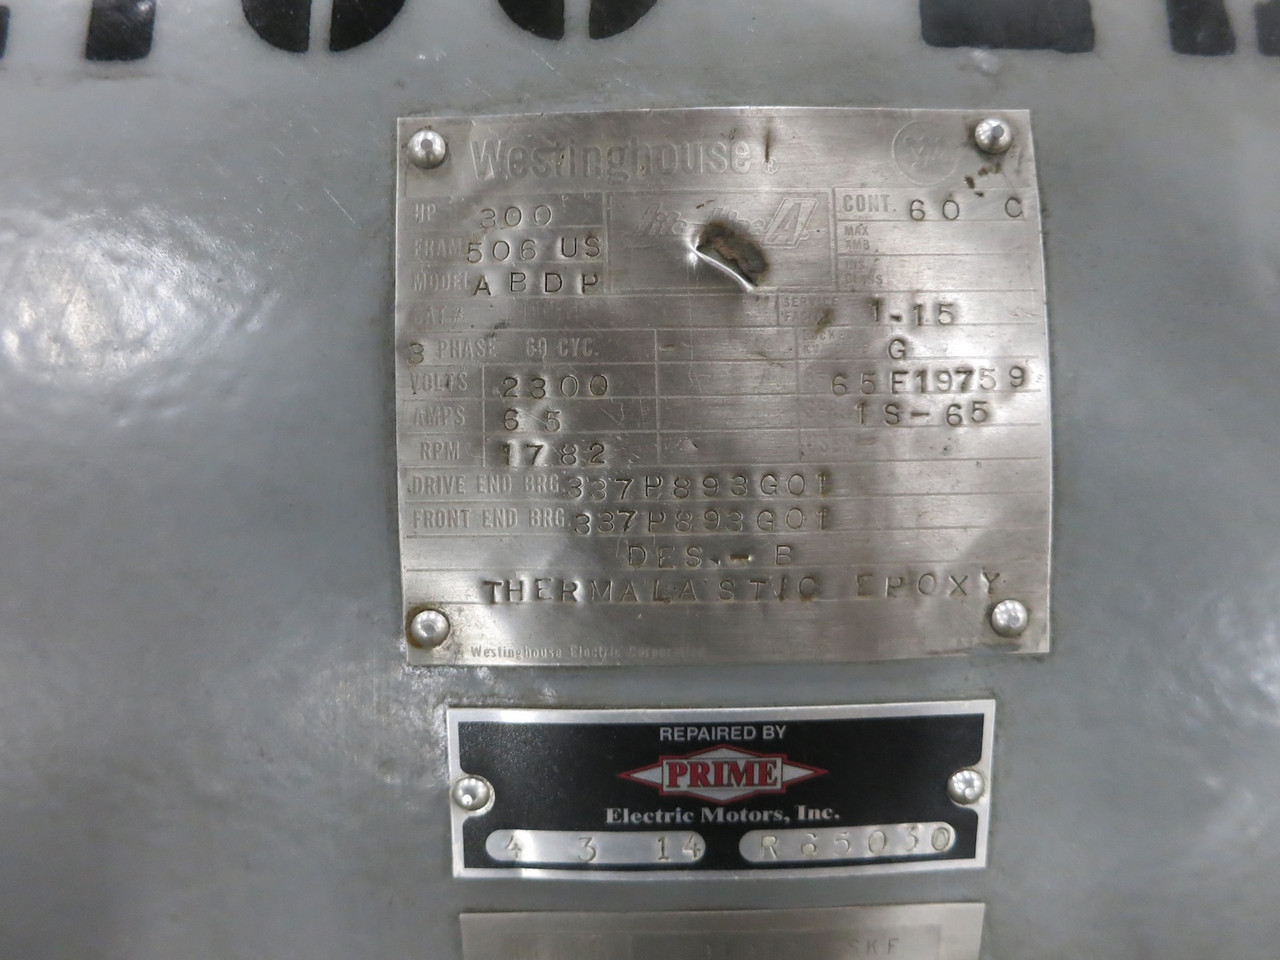 Westinghouse
HP 300
Life-Line A
CONT. 60 C
FRAME 506 US
MAX AMB
MODEL ABDP
SERVICE 1-15
3 PHASE 60 CYC. G
VOLTS 2300 65F19759
AMPS 65 1S-65
RPM 1782
DRIVE END BRG. 337P893G01
FRONT END BRG. 337P893G01
DES. - B
THERMALASTIC EPOXY
Westinghouse Electric Corporation
REPAIRED BY
PRIME
Electric Motors, Inc.
4 3 14
SKF